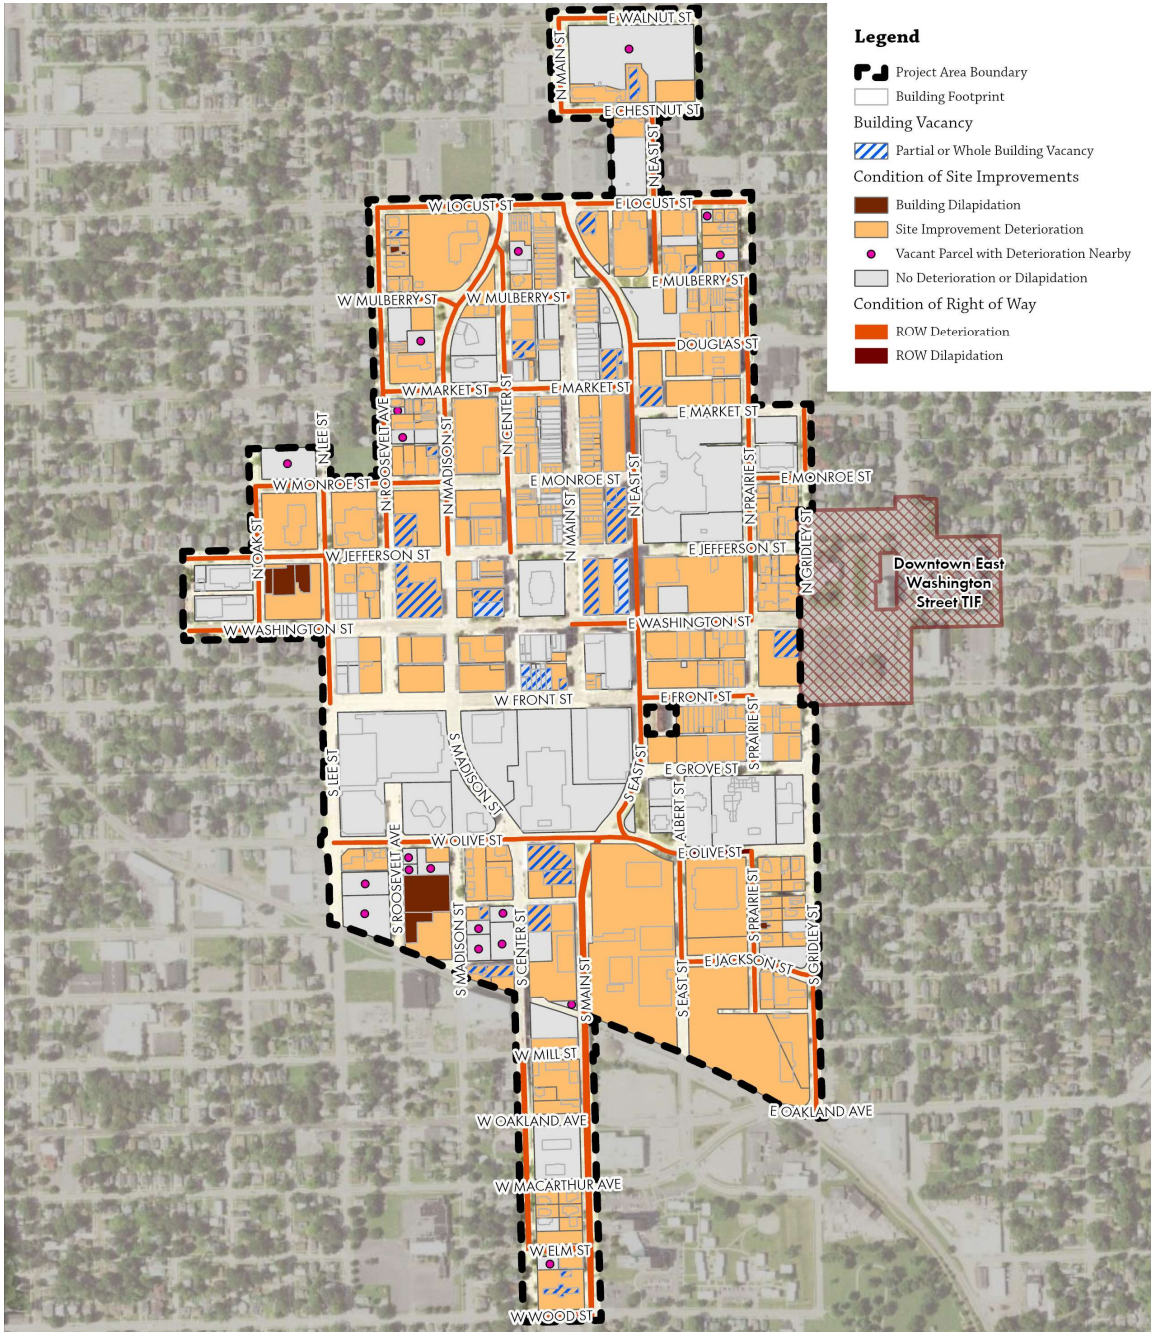 Legend
Project Area Boundary
Building Footprint
Building Vacancy
Partial or Whole Building Vacancy
Condition of Site Improvements
Building Dilapidation
Site Improvement Deterioration
Vacant Parcel with Deterioration Nearby
No Deterioration or Dilapidation
Condition of Right of Way
ROW Deterioration
ROW Dilapidation
E WALNUT ST
N MAIN ST
E CHESTNUT ST
N EAST ST
W LOCUST ST
E LOCUST ST
E MULBERRY ST
W MULBERRY ST
W MULBERRY ST
DOUGLAS ST
W MARKET ST
E MARKET ST
E MARKET ST
N LEE ST
N ROOSEVELT AVE
N MADISON ST
N CENTER ST
W MONROE ST
E MONROE ST
E MONROE ST
N MAIN ST
N EAST ST
N PRAIRIE ST
N GRIDLEY ST
N OAK ST
W JEFFERSON ST
E JEFFERSON ST
Downtown East
Washington
Street TIF
W WASHINGTON ST
E WASHINGTON ST
W FRONT ST
E FRONT ST
S LEE ST
S MADISON ST
S EAST ST
S PRAIRIE ST
E GROVE ST
ALBERT ST
W OLIVE ST
E OLIVE ST
S ROOSEVELT AVE
S MADISON ST
S CENTER ST
S MAIN ST
S EAST ST
S PRAIRIE ST
S GRIDLEY ST
E JACKSON ST
W MILL ST
W OAKLAND AVE
E OAKLAND AVE
W MACARTHUR AVE
W ELM ST
W WOOD ST